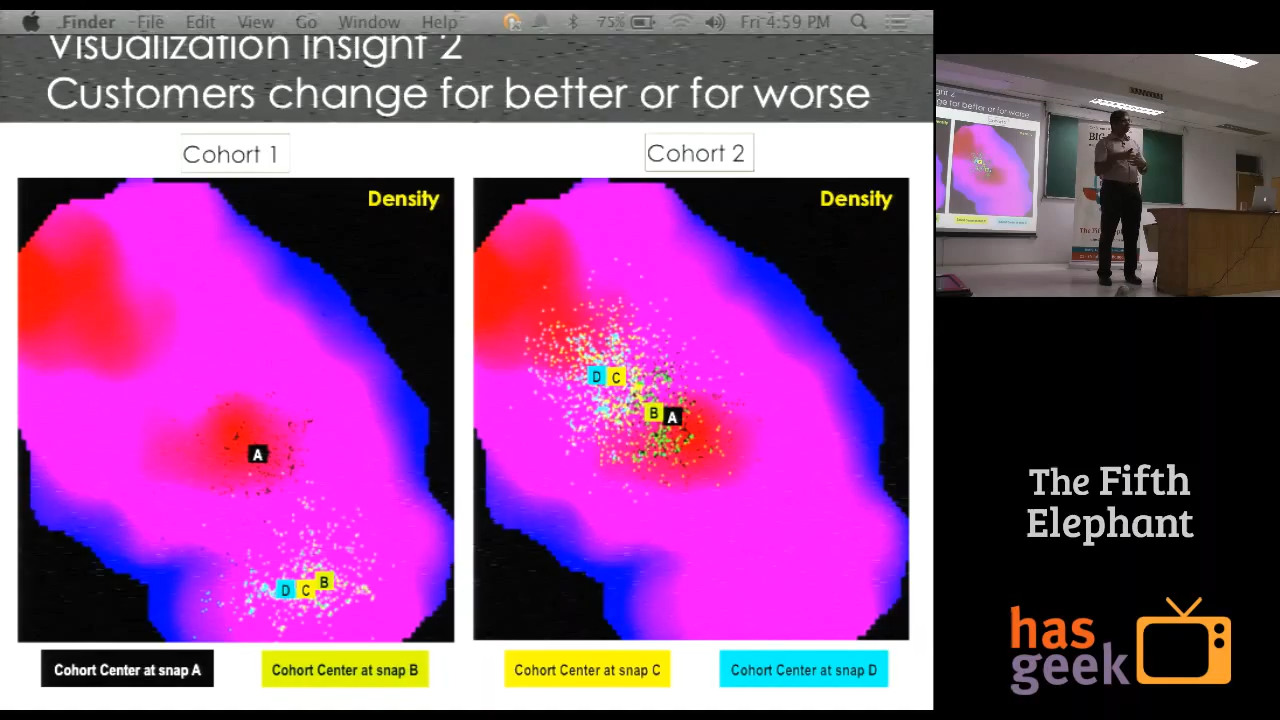 Finder File Edit View Go Window Help 75% Fri 4:59 PM
Visualization Insight 2
Customers change for better or for worse
Cohort 1
Cohort 2
Density
Density
A
D C B
D C
B A
Cohort Center at snap A
Cohort Center at snap B
Cohort Center at snap C
Cohort Center at snap D
The Fifth
Elephant
has
geek